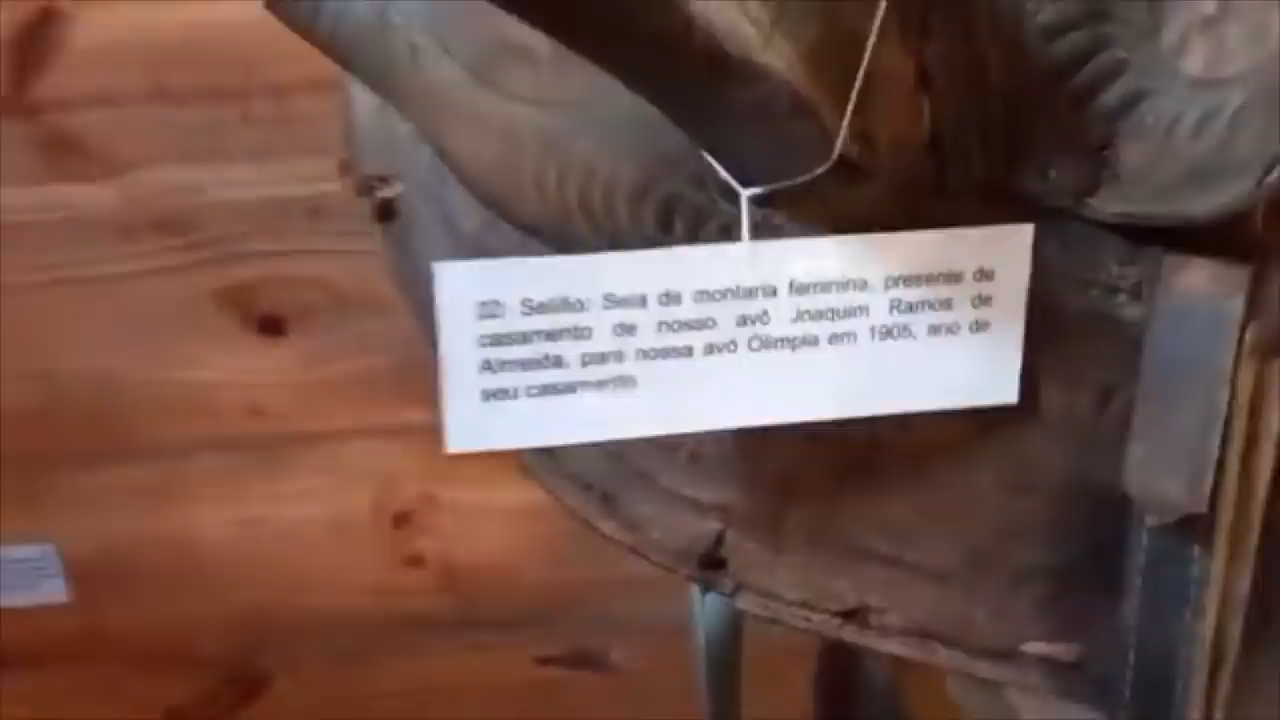 Selião: Sela de montaria feminina, presente de
casamento de nosso avô Joaquim Ramos de
Almeida, para nossa avó Olímpia em 1905, ano de
seu casamento